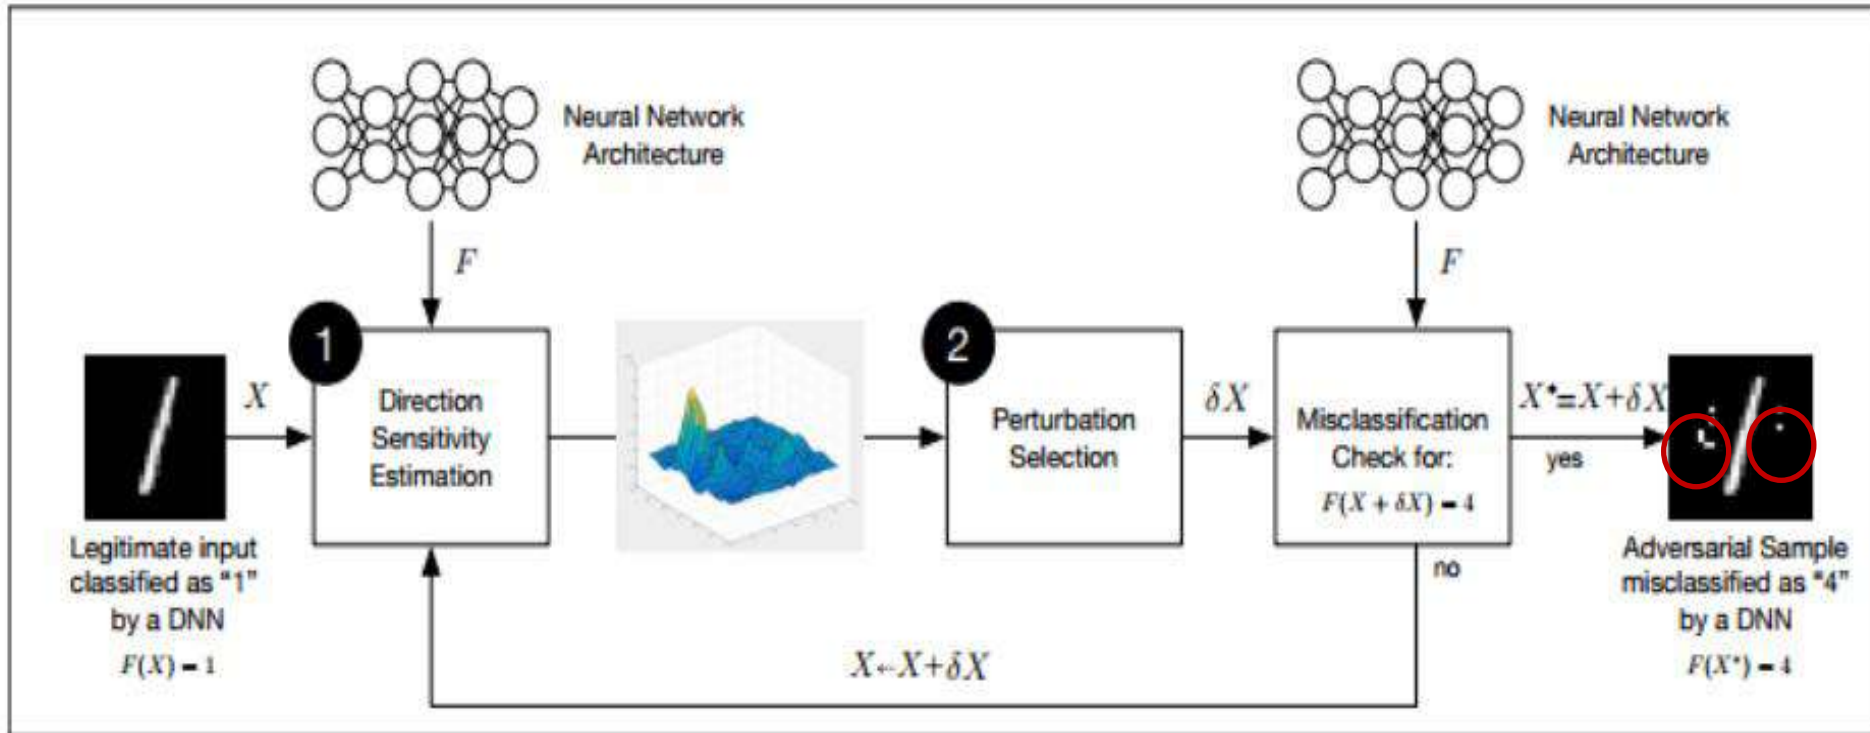 Neural Network
Architecture
Neural Network
Architecture
F
F
1
2
X
Direction
Sensitivity
Estimation
Perturbation
Selection
δX
Misclassification
Check for:
F(X + δX) = 4
X*=X+δX
yes
no
Legitimate input
classified as “1”
by a DNN
F(X) = 1
Adversarial Sample
misclassified as “4”
by a DNN
F(X*) = 4
X←X+δX